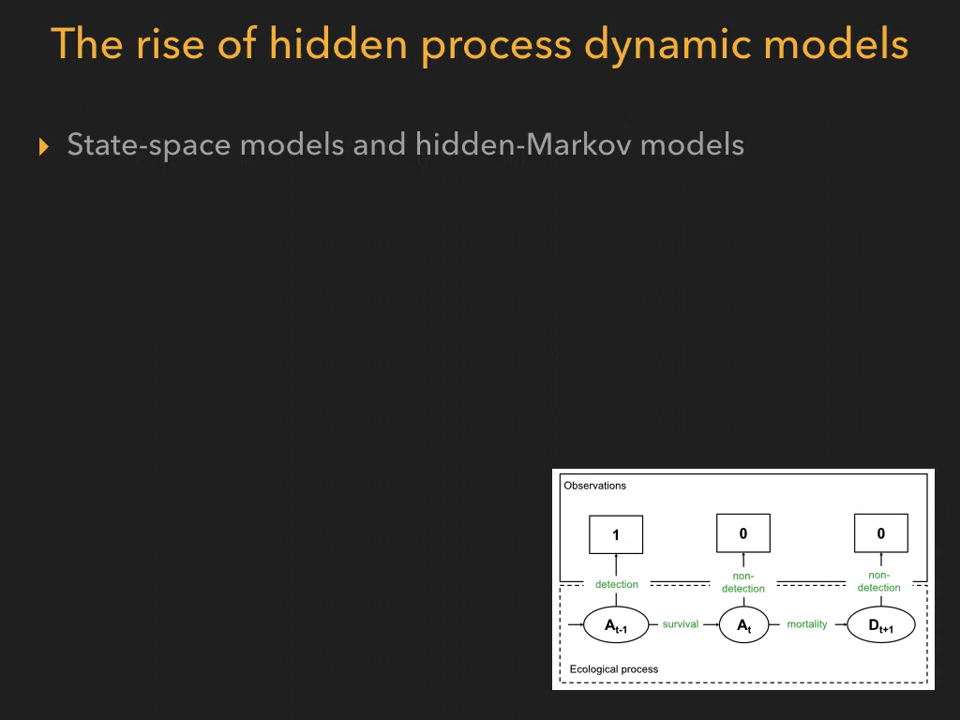 The rise of hidden process dynamic models
State-space models and hidden-Markov models
Observations
1 0 0
detection non-detection non-detection
At-1 survival At mortality Dt+1
Ecological process